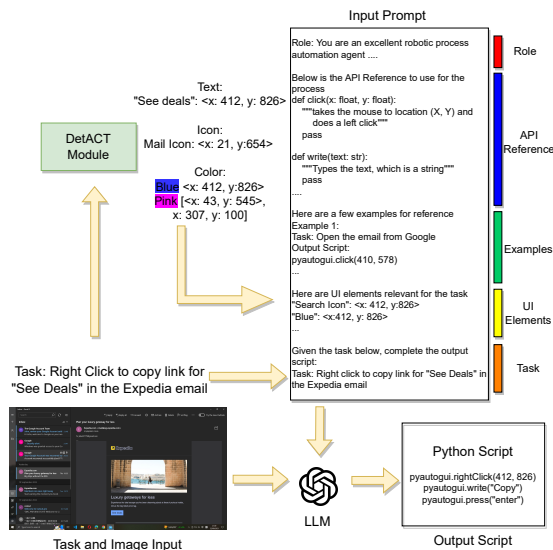 Input Prompt
Role: You are an excellent robotic process
automation agent ....
Role
Below is the API Reference to use for the
process
def click(x: float, y: float):
"""takes the mouse to location (X, Y) and
does a left click"""
pass
def write(text: str):
"""Types the text, which is a string"""
pass
....
API
Reference
Here are a few examples for reference
Example 1:
Task: Open the email from Google
Output Script:
pyautogui.click(410, 578)
...
Examples
Here are UI elements relevant for the task
"Search Icon": <x: 412, y:826>
"Blue": <x:412, y: 826>
...
UI
Elements
Given the task below, complete the output
script:
Task: Right click to copy link for "See Deals" in
the Expedia email
Task
Text:
"See deals": <x: 412, y: 826>
Icon:
Mail Icon: <x: 21, y:654>
Color:
Blue <x: 412, y:826>
Pink [<x: 43, y: 545>,
x: 307, y: 100]
DetACT
Module
Task: Right Click to copy link for
"See Deals" in the Expedia email
Expedia
Luxury getaways for less
Task and Image Input
LLM
Python Script
pyautogui.rightClick(412, 826)
pyautogui.write("Copy")
pyautogui.press("enter")
Output Script